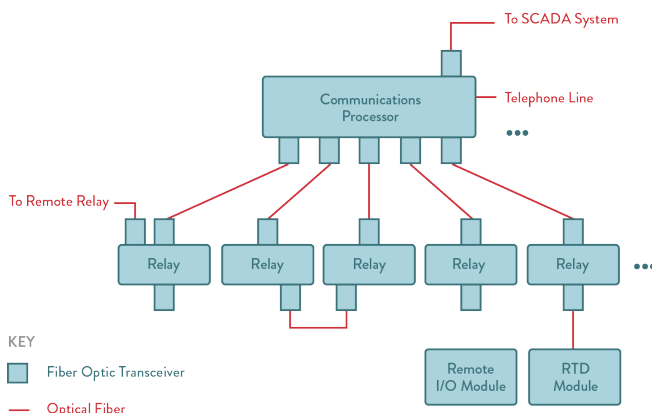 To SCADA System
Communications
Processor
Telephone Line
To Remote Relay
Relay
Relay
Relay
Relay
Relay
KEY
Fiber Optic Transceiver
Remote
I/O Module
RTD
Module
Optical Fiber